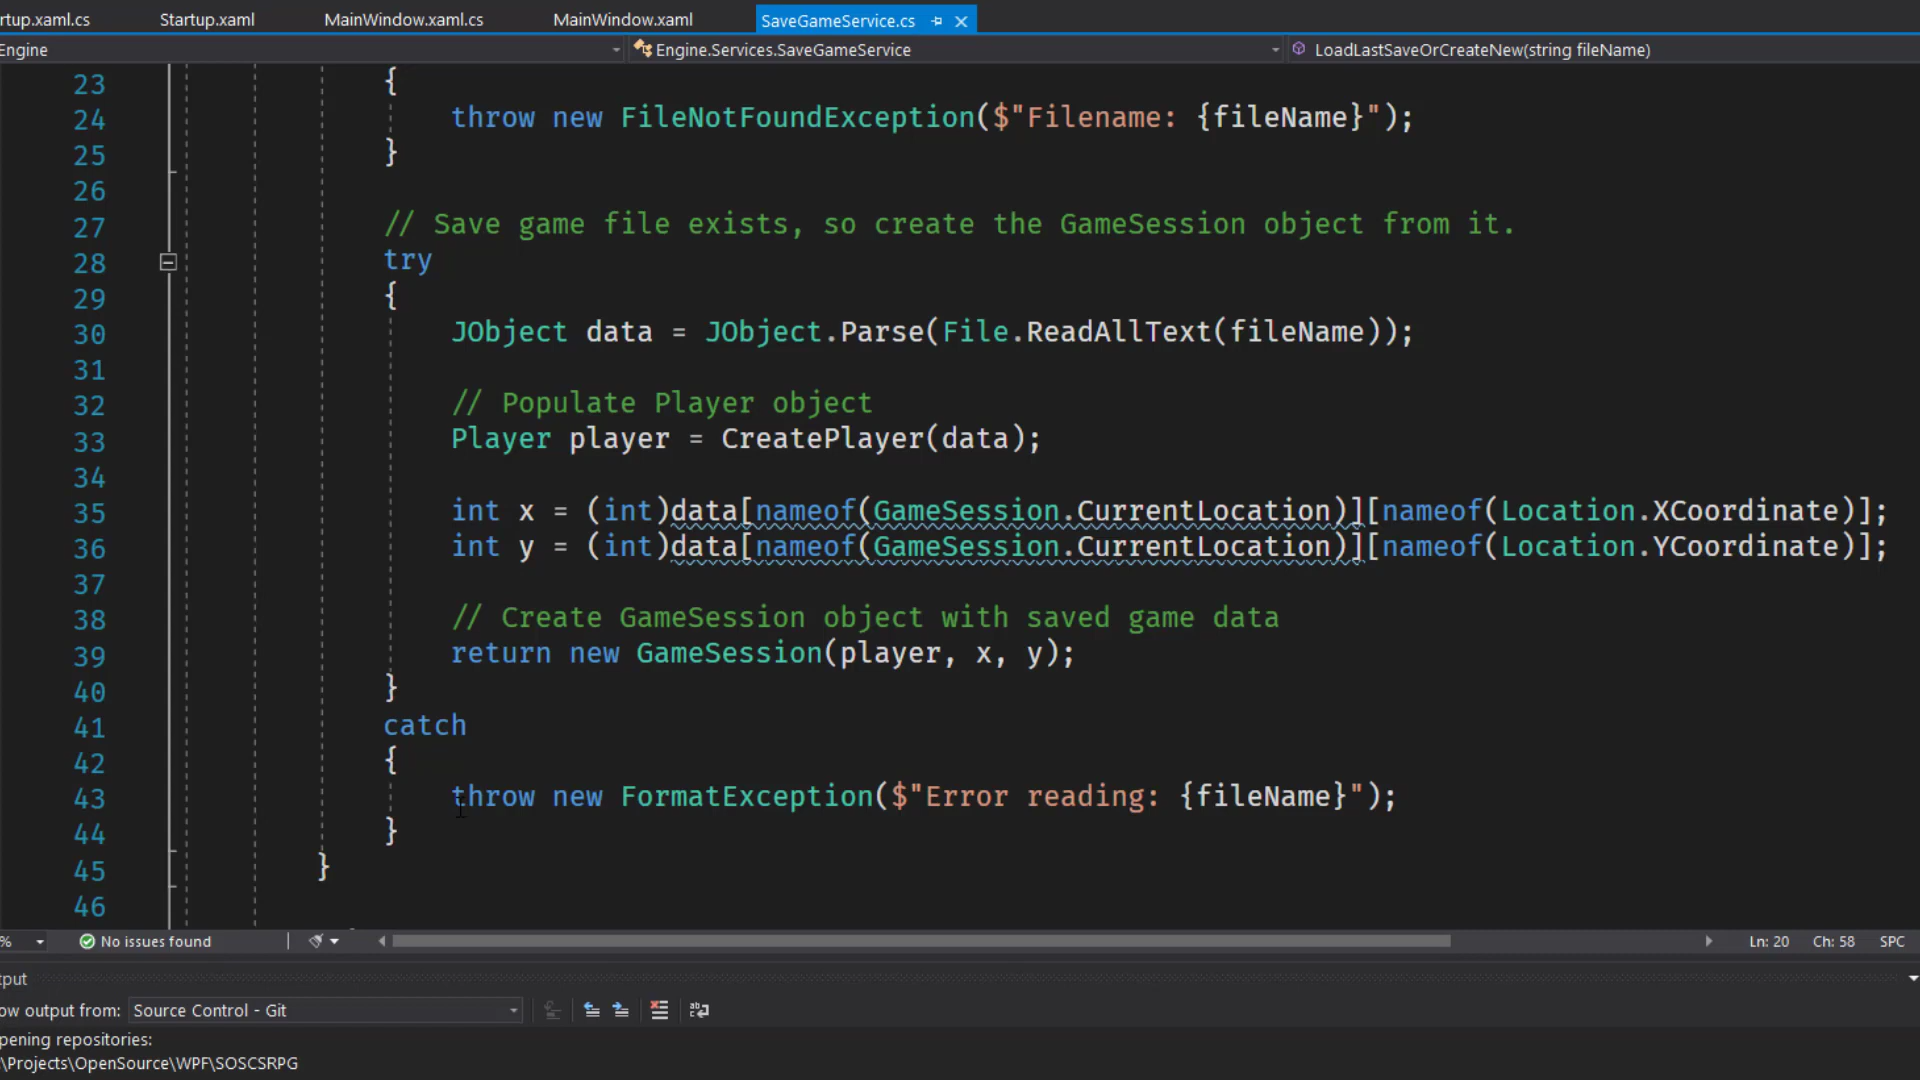 rtup.xaml.cs Startup.xaml MainWindow.xaml.cs MainWindow.xaml SaveGameService.cs
Engine Engine.Services.SaveGameService LoadLastSaveOrCreateNew(string fileName)
23 {
24 throw new FileNotFoundException($"Filename: {fileName}");
25 }
26
27 // Save game file exists, so create the GameSession object from it.
28 try
29 {
30 JObject data = JObject.Parse(File.ReadAllText(fileName));
31
32 // Populate Player object
33 Player player = CreatePlayer(data);
34
35 int x = (int)data[nameof(GameSession.CurrentLocation)][nameof(Location.XCoordinate)];
36 int y = (int)data[nameof(GameSession.CurrentLocation)][nameof(Location.YCoordinate)];
37
38 // Create GameSession object with saved game data
39 return new GameSession(player, x, y);
40 }
41 catch
42 {
43 throw new FormatException($"Error reading: {fileName}");
44 }
45 }
46
% No issues found Ln: 20 Ch: 58 SPC
tput
ow output from: Source Control - Git
pening repositories:
\Projects\OpenSource\WPF\SOSCSRPG